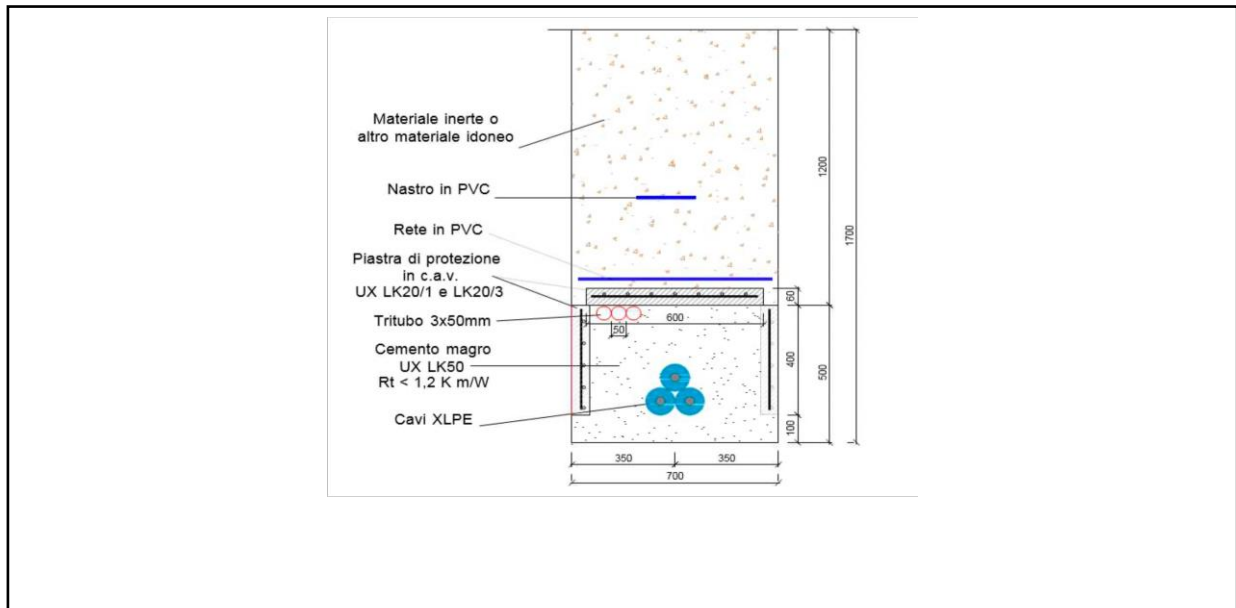 Materiale inerte o
altro materiale idoneo
Nastro in PVC
Rete in PVC
Piastra di protezione
in c.a.v.
UX LK20/1 e LK20/3
Tritubo 3x50mm
Cemento magro
UX LK50
Rt < 1,2 K m/W
Cavi XLPE
1200
1700
60
600
50
400
500
100
350
350
700